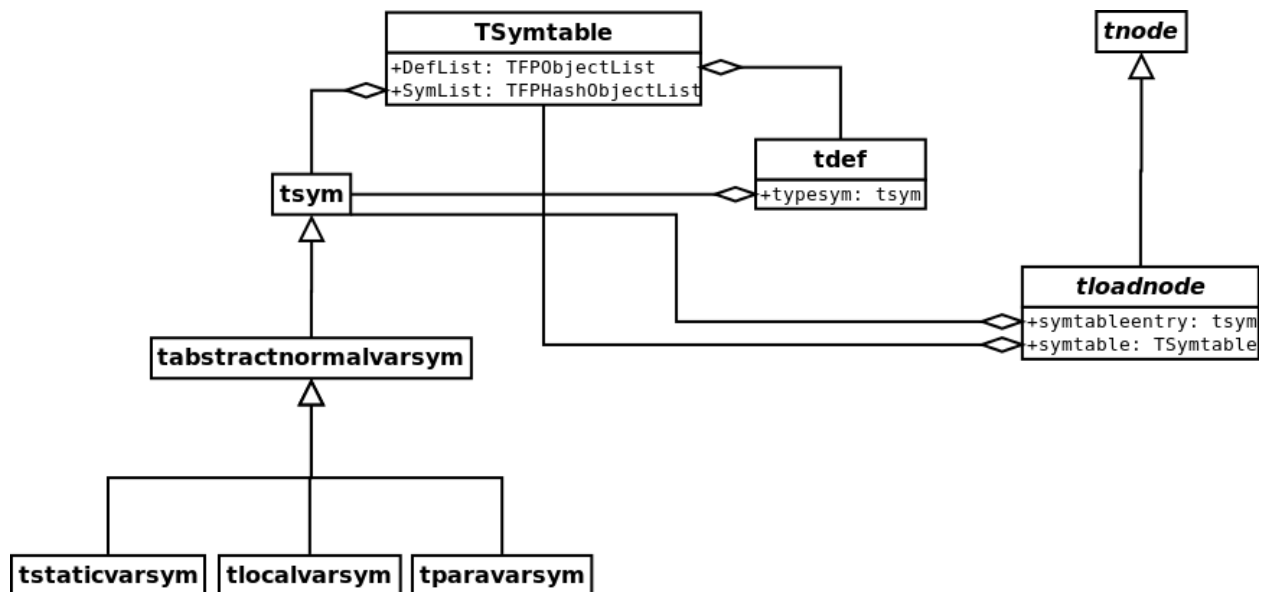 TSymtable
+DefList: TFPObjectList
+SymList: TFPHashObjectList
tnode
tdef
+typesym: tsym
tsym
tloadnode
+symtableentry: tsym
+symtable: TSymtable
tabstractnormalvarsym
tstaticvarsym
tlocalvarsym
tparavarsym